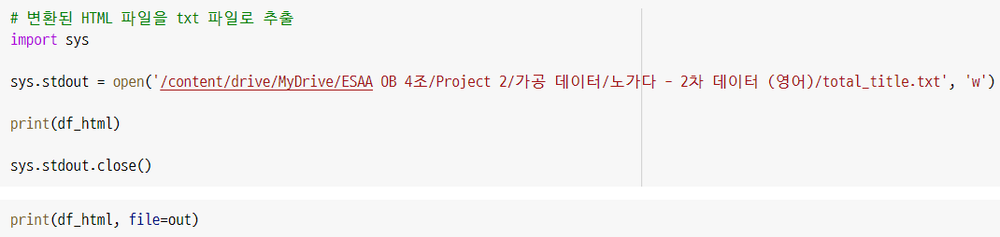 # 변환된 HTML 파일을 txt 파일로 추출
import sys
sys.stdout = open('/content/drive/MyDrive/ESAA OB 4조/Project 2/가공 데이터/노가다 - 2차 데이터 (영어)/total_title.txt', 'w')
print(df_html)
sys.stdout.close()
print(df_html, file=out)